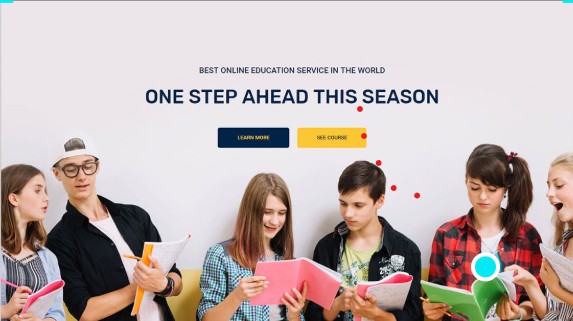 BEST ONLINE EDUCATION SERVICE IN THE WORLD
ONE STEP AHEAD THIS SEASON
LEARN MORE
SEE COURSE